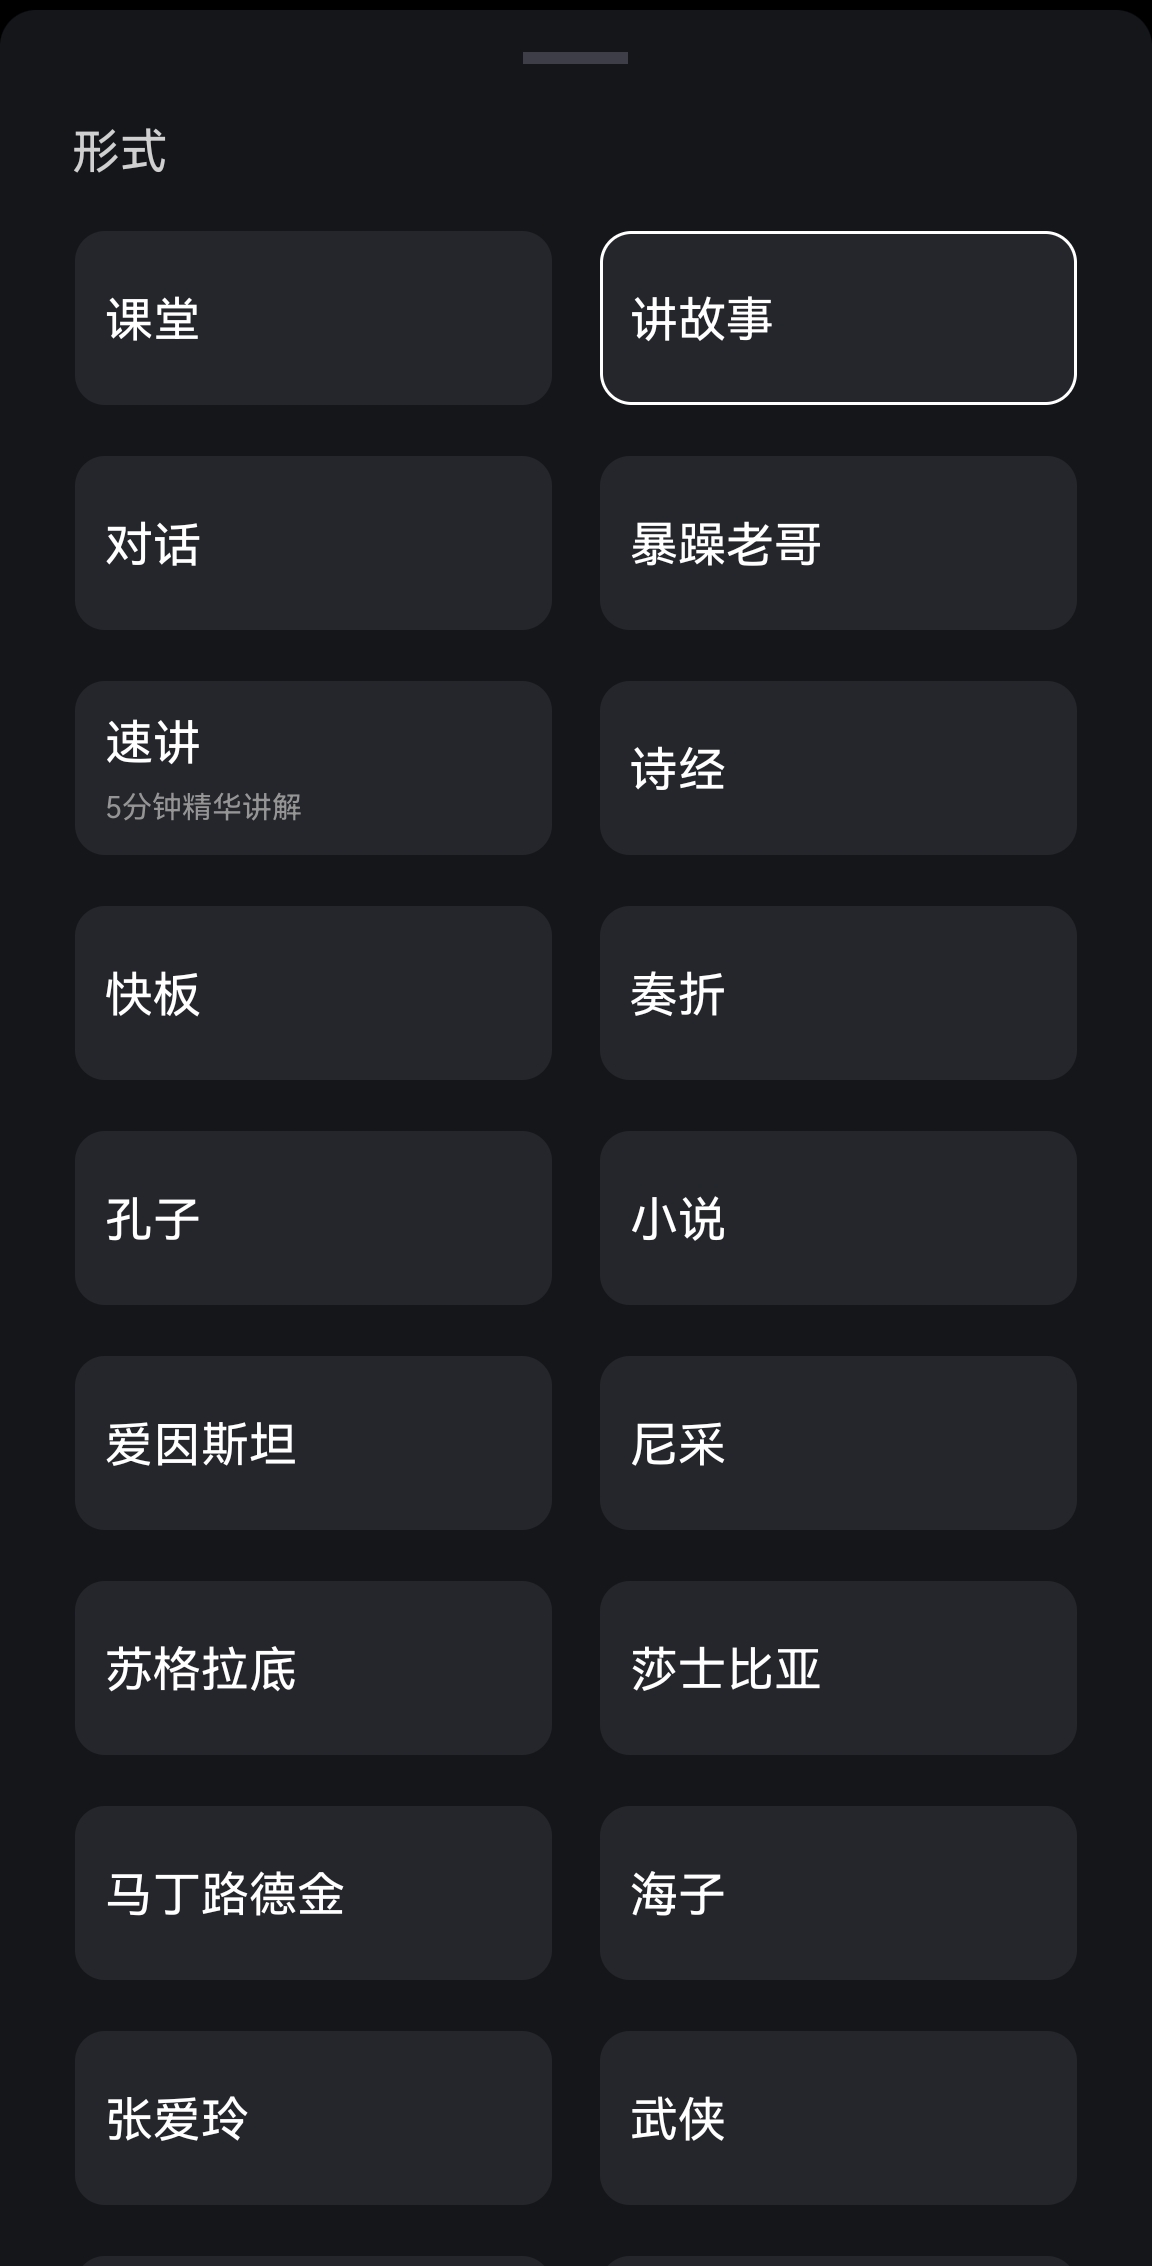 形式
课堂
讲故事
对话
暴躁老哥
速讲
5分钟精华讲解
诗经
快板
奏折
孔子
小说
爱因斯坦
尼采
苏格拉底
莎士比亚
马丁路德金
海子
张爱玲
武侠